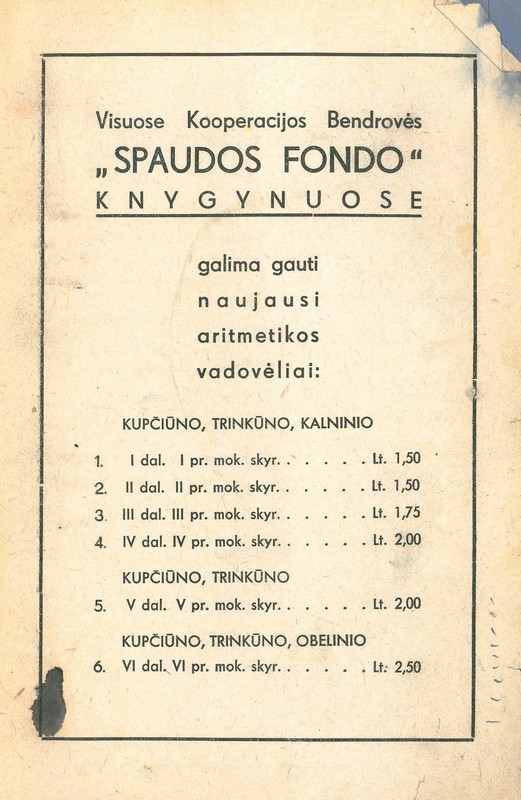 Visuose Kooperacijos Bendrovės
„SPAUDOS FONDO“
KNYGYNUOSE
galima gauti
naujausi
aritmetikos
vadovėliai:
KUPČIŪNO, TRINKŪNO, KALNINIO
1. I dal. I pr. mok. skyr. . . . . . Lt. 1,50
2. II dal. II pr. mok. skyr. . . . . . Lt. 1,50
3. III dal. III pr. mok. skyr. . . . . . Lt. 1,75
4. IV dal. IV pr. mok. skyr. . . . . . Lt. 2,00
KUPČIŪNO, TRINKŪNO
5. V dal. V pr. mok. skyr. . . . . . Lt. 2,00
KUPČIŪNO, TRINKŪNO, OBELINIO
6. VI dal. VI pr. mok. skyr. . . . . . Lt. 2,50